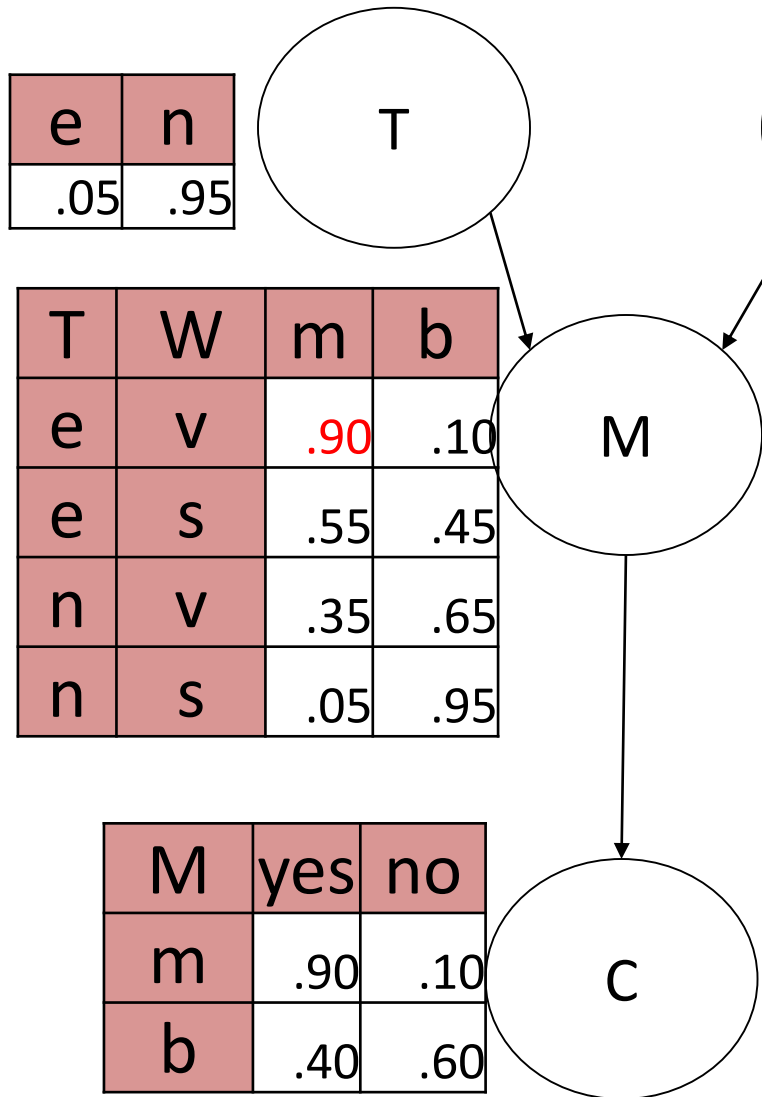 e n
.05 .95
T
T W m b
e v .90 .10
e s .55 .45
n v .35 .65
n s .05 .95
M
M yes no
m .90 .10
b .40 .60
C